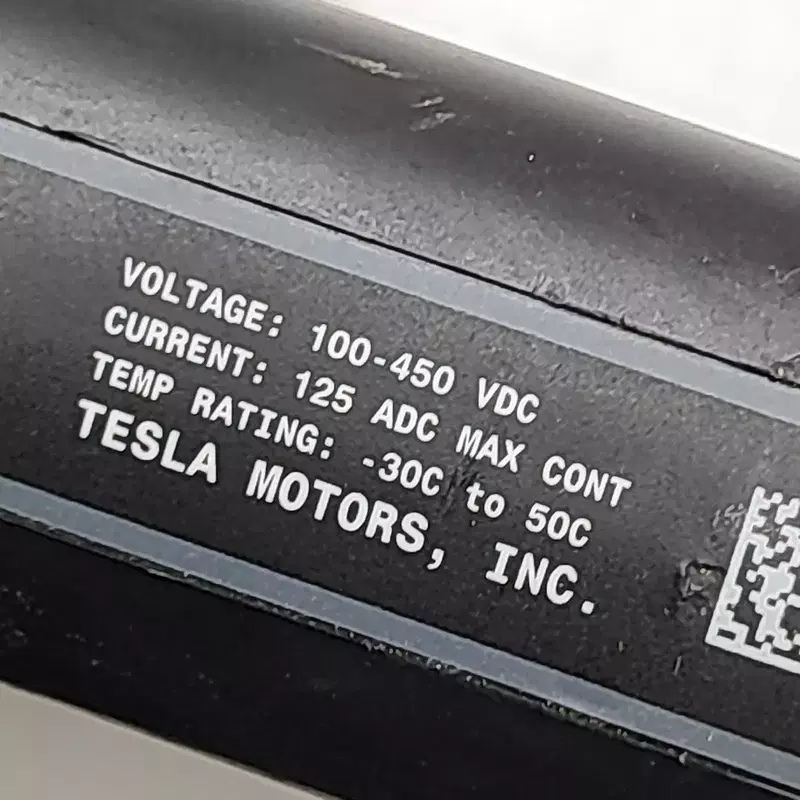 VOLTAGE: 100-450 VDC
CURRENT: 125 ADC MAX CONT
TEMP RATING: -30C to 50C
TESLA MOTORS, INC.